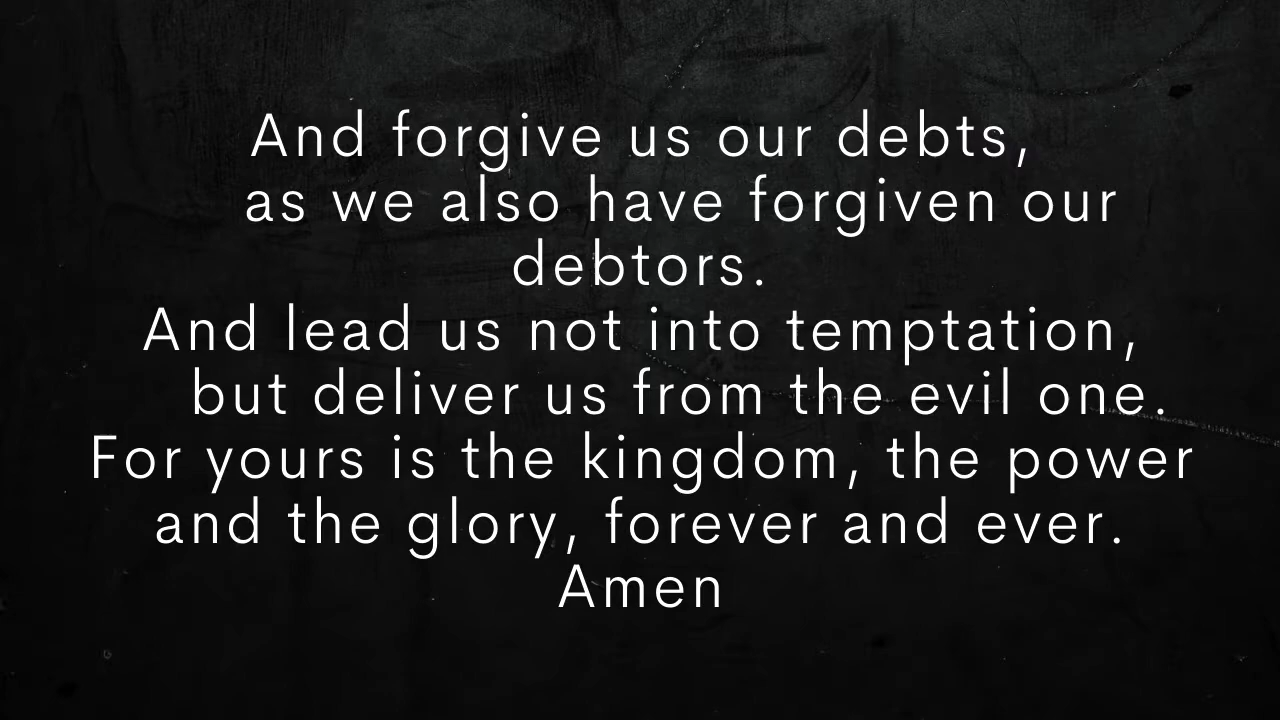 And forgive us our debts,
as we also have forgiven our
debtors.
And lead us not into temptation,
but deliver us from the evil one.
For yours is the kingdom, the power
and the glory, forever and ever.
Amen